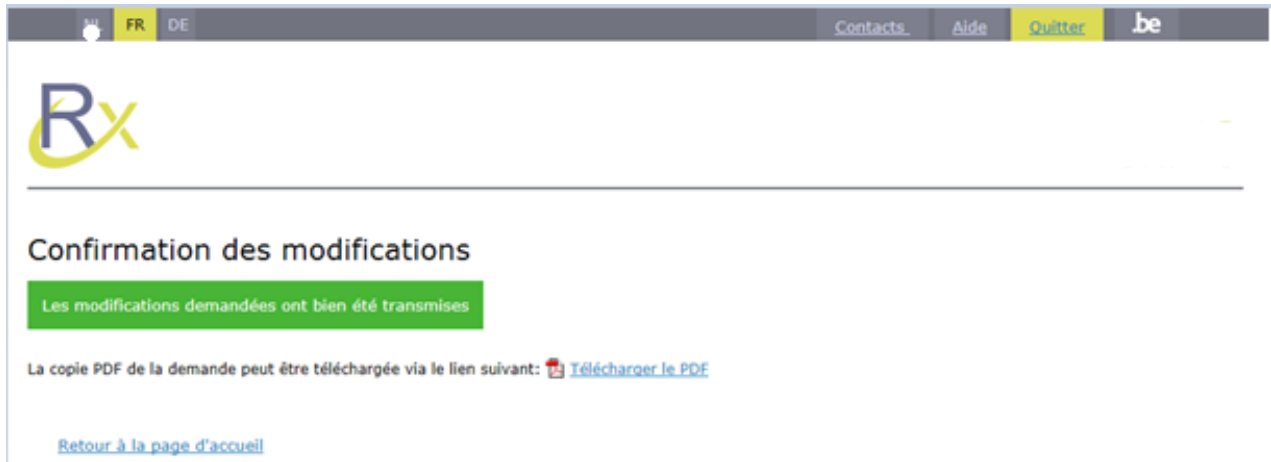 FR DE Contacts Aide Quitter .be
Rx
Confirmation des modifications
Les modifications demandées ont bien été transmises
La copie PDF de la demande peut être téléchargée via le lien suivant: Télécharger le PDF
Retour à la page d'accueil